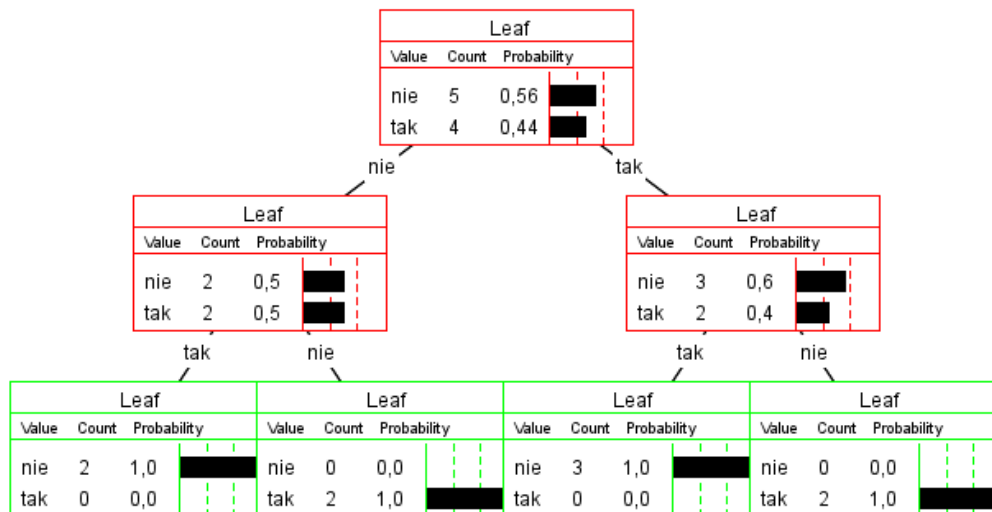 Leaf
Value Count Probability
nie 5 0,56
tak 4 0,44
nie tak
Leaf
Value Count Probability
nie 2 0,5
tak 2 0,5
Leaf
Value Count Probability
nie 3 0,6
tak 2 0,4
tak nie
tak nie
Leaf
Value Count Probability
nie 2 1,0
tak 0 0,0
Leaf
Value Count Probability
nie 0 0,0
tak 2 1,0
Leaf
Value Count Probability
nie 3 1,0
tak 0 0,0
Leaf
Value Count Probability
nie 0 0,0
tak 2 1,0